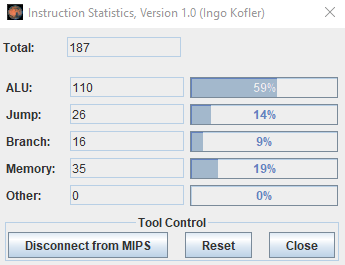 Instruction Statistics, Version 1.0 (Ingo Kofler)
Total: 187
ALU: 110 59%
Jump: 26 14%
Branch: 16 9%
Memory: 35 19%
Other: 0 0%
Tool Control
Disconnect from MIPS Reset Close